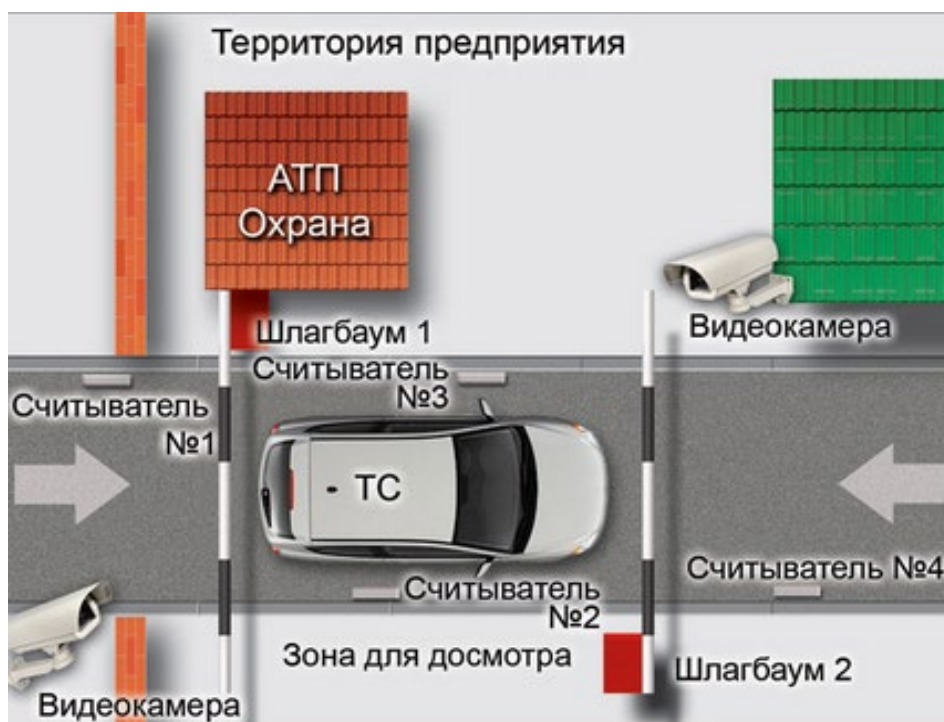 Территория предприятия
АТП
Охрана
Шлагбаум 1
Видеокамера
Считыватель
№3
Считыватель
№1
ТС
Считыватель
№2
Считыватель №4
Зона для досмотра
Шлагбаум 2
Видеокамера